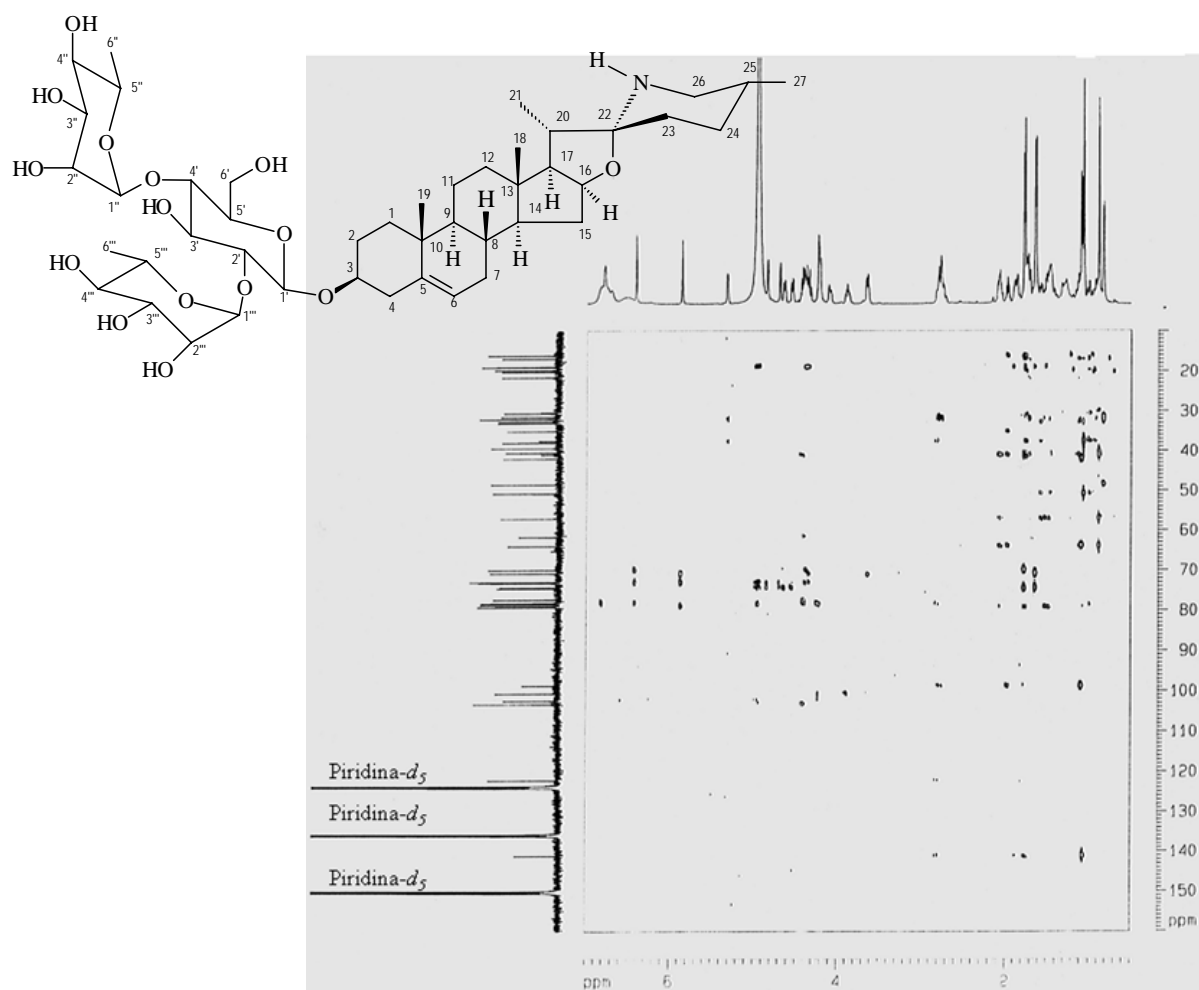 OH
6''
4''
HO
5''
3''
O
HO
2''
1''
O
4'
6'
OH
HO
5'
3'
O
2'
1'
O
6'''
HO
5'''
O
4'''
HO
3'''
1'''
2'''
HO
O
H
N
25
27
26
21
20
22
23
24
18
17
O
16
H
12
11
13
H
14
15
19
1
9
H
8
H
2
10
H
3
5
7
4
6
20
30
40
50
60
70
80
90
100
110
120
130
140
150
ppm
Piridina-d5
Piridina-d5
Piridina-d5
ppm 6 4 2